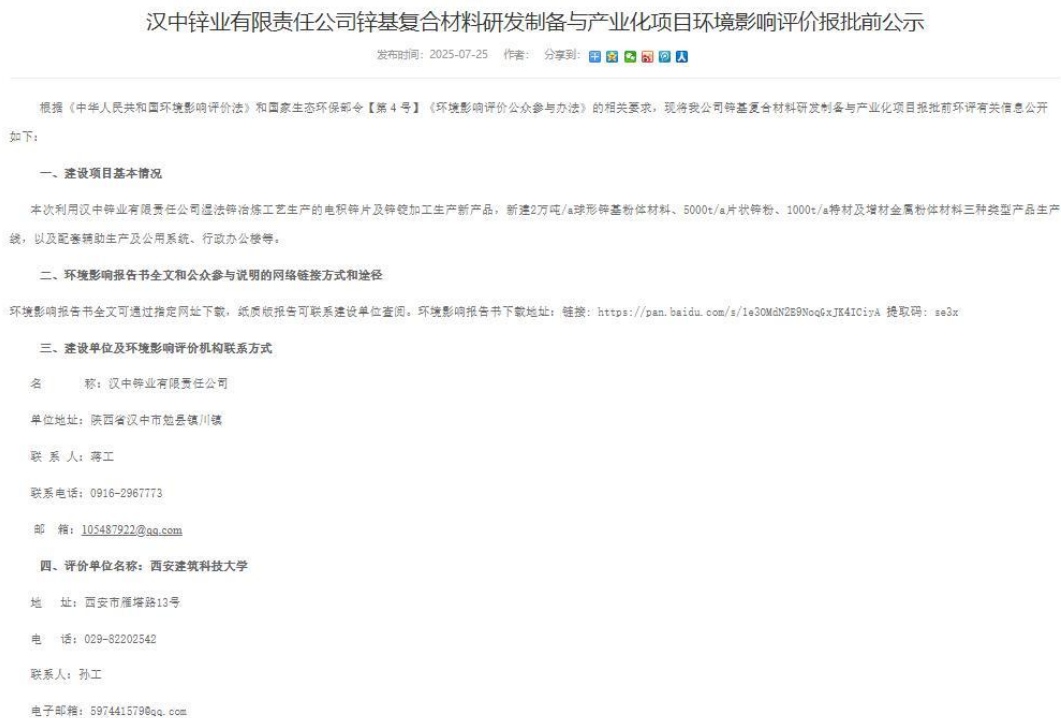 汉中锌业有限责任公司锌基复合材料研发制备与产业化项目环境影响评价报批前公示
发布时间：2025-07-25 作者： 分享到：
根据《中华人民共和国环境影响评价法》和国家生态环保部令【第4号】《环境影响评价公众参与办法》的相关要求，现将我公司锌基复合材料研发制备与产业化项目报批前环评有关信息公开
如下：
一、建设项目基本情况
本次利用汉中锌业有限责任公司湿法锌冶炼工艺生产的电积锌片及锌锭加工生产新产品，新建2万吨/a球形锌基粉体材料、5000t/a片状锌粉、1000t/a特材及增材金属粉体材料三种类型产品生产
线，以及配套辅助生产及公用系统、行政办公楼等。
二、环境影响报告书全文和公众参与说明的网络链接方式和途径
环境影响报告书全文可通过指定网址下载，纸质版报告可联系建设单位查阅。环境影响报告书下载地址：链接: https://pan.baidu.com/s/1e3OMdN2E9NoqGxJK4ICiyA 提取码: se3x
三、建设单位及环境影响评价机构联系方式
名 称：汉中锌业有限责任公司
单位地址：陕西省汉中市勉县镇川镇
联 系 人：蒋工
联系电话：0916-2967773
邮 箱：105487922@qq.com
四、评价单位名称：西安建筑科技大学
地 址：西安市雁塔路13号
电 话：029-82202542
联系人：孙工
电子邮箱：597441579@qq.com